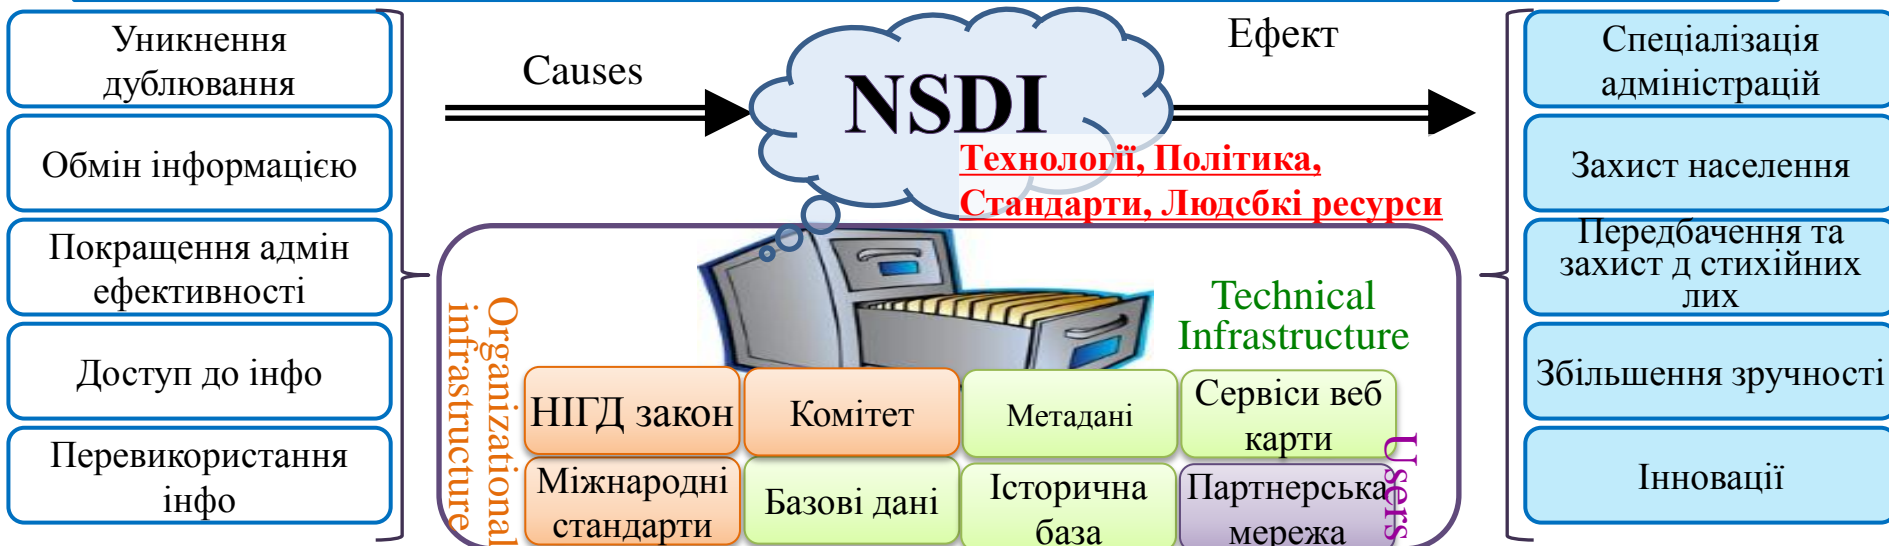 Уникнення
дублювання
Обмін інформацією
Покращення адмін
ефективності
Доступ до інфо
Перевикористання
інфо
Causes
NSDI
Технології, Політика,
Стандарти, Людсбкі ресурси
Ефект
Organizational
infrastructure
Technical
Infrastructure
НІГД закон
Комітет
Метадані
Сервіси веб
карти
Міжнародні
стандарти
Базові дані
Історична
база
Партнерська
мережа
Users
Спеціалізація
адміністрацій
Захист населення
Передбачення та
захист д стихійних
лих
Збільшення зручності
Інновації